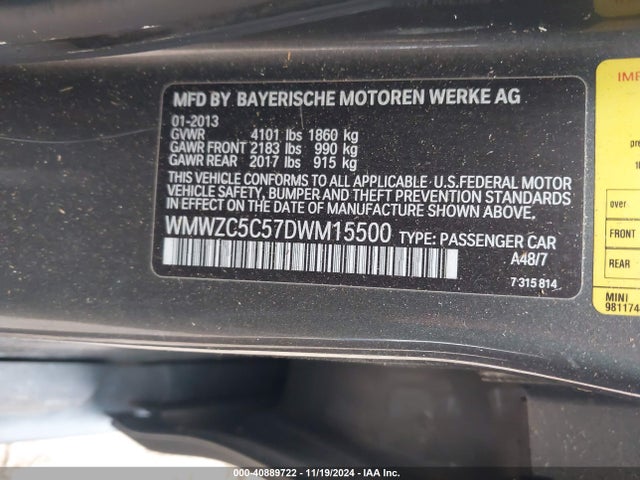 MFD BY BAYERISCHE MOTOREN WERKE AG
01-2013
GVWR 4101 lbs 1860 kg
GAWR FRONT 2183 lbs 990 kg
GAWR REAR 2017 lbs 915 kg
THIS VEHICLE CONFORMS TO ALL APPLICABLE U.S.FEDERAL MOTOR
VEHICLE SAFETY, BUMPER AND THEFT PREVENTION STANDARDS
IN EFFECT ON THE DATE OF MANUFACTURE SHOWN ABOVE.
WMWZC5C57DWM15500 TYPE: PASSENGER CAR
A48/7
7 315 814
over
FRONT
REAR
MINI
000-40889722 - 11/19/2024 - IAA Inc.